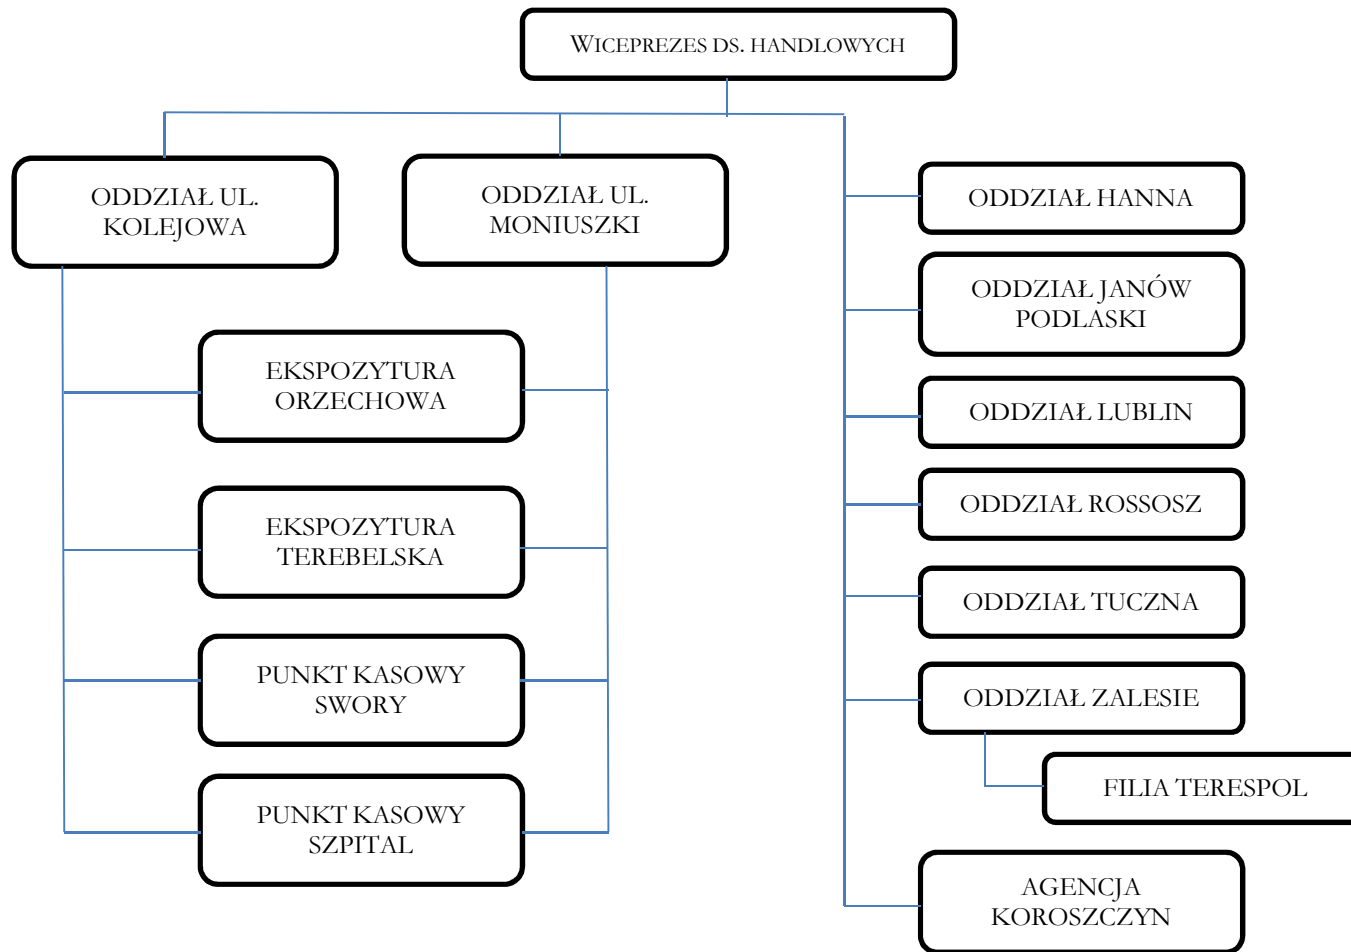 WICEPREZES DS. HANDLOWYCH
ODDZIAŁ UL.
KOLEJOWA
ODDZIAŁ UL.
MONIUSZKI
EKSPOZYTURA
ORZECHOWA
EKSPOZYTURA
TEREBELSKA
PUNKT KASOWY
SWORY
PUNKT KASOWY
SZPITAL
ODDZIAŁ HANNA
ODDZIAŁ JANÓW
PODLASKI
ODDZIAŁ LUBLIN
ODDZIAŁ ROSSOSZ
ODDZIAŁ TUCZNA
ODDZIAŁ ZALESIE
FILIA TERESPOL
AGENCJA
KOROSZCZYN